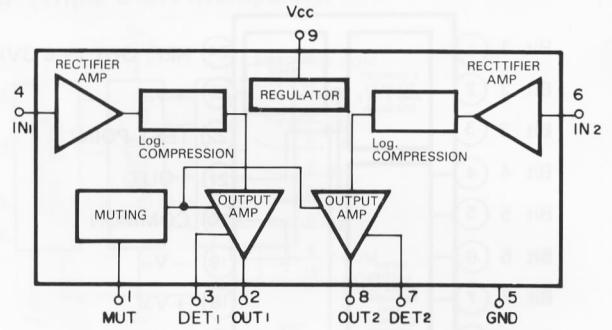 Vcc
9
RECTIFIER
AMP
RECTTIFIER
AMP
REGULATOR
4
IN1
6
IN2
Log.
COMPRESSION
Log.
COMPRESSION
MUTING
OUTPUT
AMP
OUTPUT
AMP
1
3
2
8
7
5
MUT
DET1
OUT1
OUT2
DET2
GND